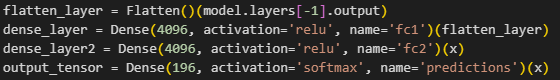 flatten_layer = Flatten()(model.layers[-1].output)
dense_layer = Dense(4096, activation='relu', name='fc1')(flatten_layer)
dense_layer2 = Dense(4096, activation='relu', name='fc2')(x)
output_tensor = Dense(196, activation='softmax', name='predictions')(x)